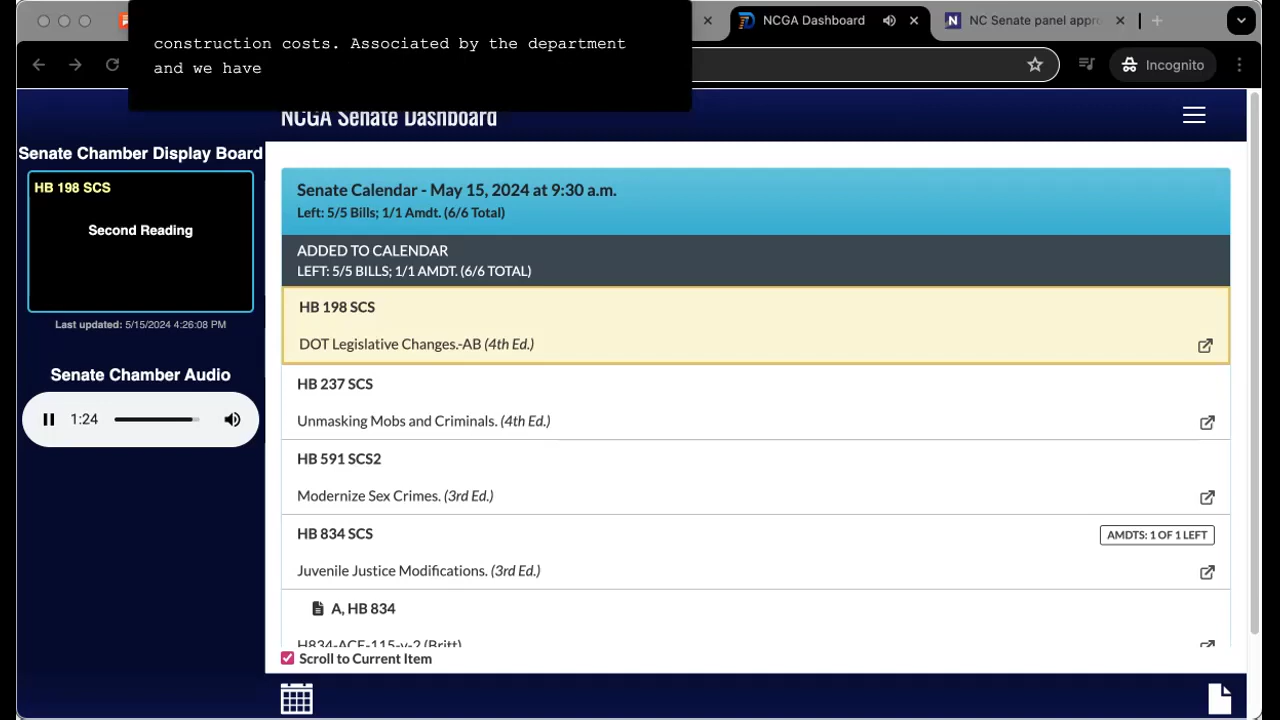 construction costs. Associated by the department
and we have
NCGA Dashboard
NC Senate panel appro
Incognito
NCGA Senate Dashboard
Senate Chamber Display Board
HB 198 SCS
Second Reading
Last updated: 5/15/2024 4:26:08 PM
Senate Chamber Audio
1:24
Senate Calendar - May 15, 2024 at 9:30 a.m.
Left: 5/5 Bills; 1/1 Amdt. (6/6 Total)
ADDED TO CALENDAR
LEFT: 5/5 BILLS; 1/1 AMDT. (6/6 TOTAL)
HB 198 SCS
DOT Legislative Changes.-AB (4th Ed.)
HB 237 SCS
Unmasking Mobs and Criminals. (4th Ed.)
HB 591 SCS2
Modernize Sex Crimes. (3rd Ed.)
HB 834 SCS
AMDTS: 1 OF 1 LEFT
Juvenile Justice Modifications. (3rd Ed.)
A, HB 834
H834-ACE-115-v-2 (Britt)
Scroll to Current Item